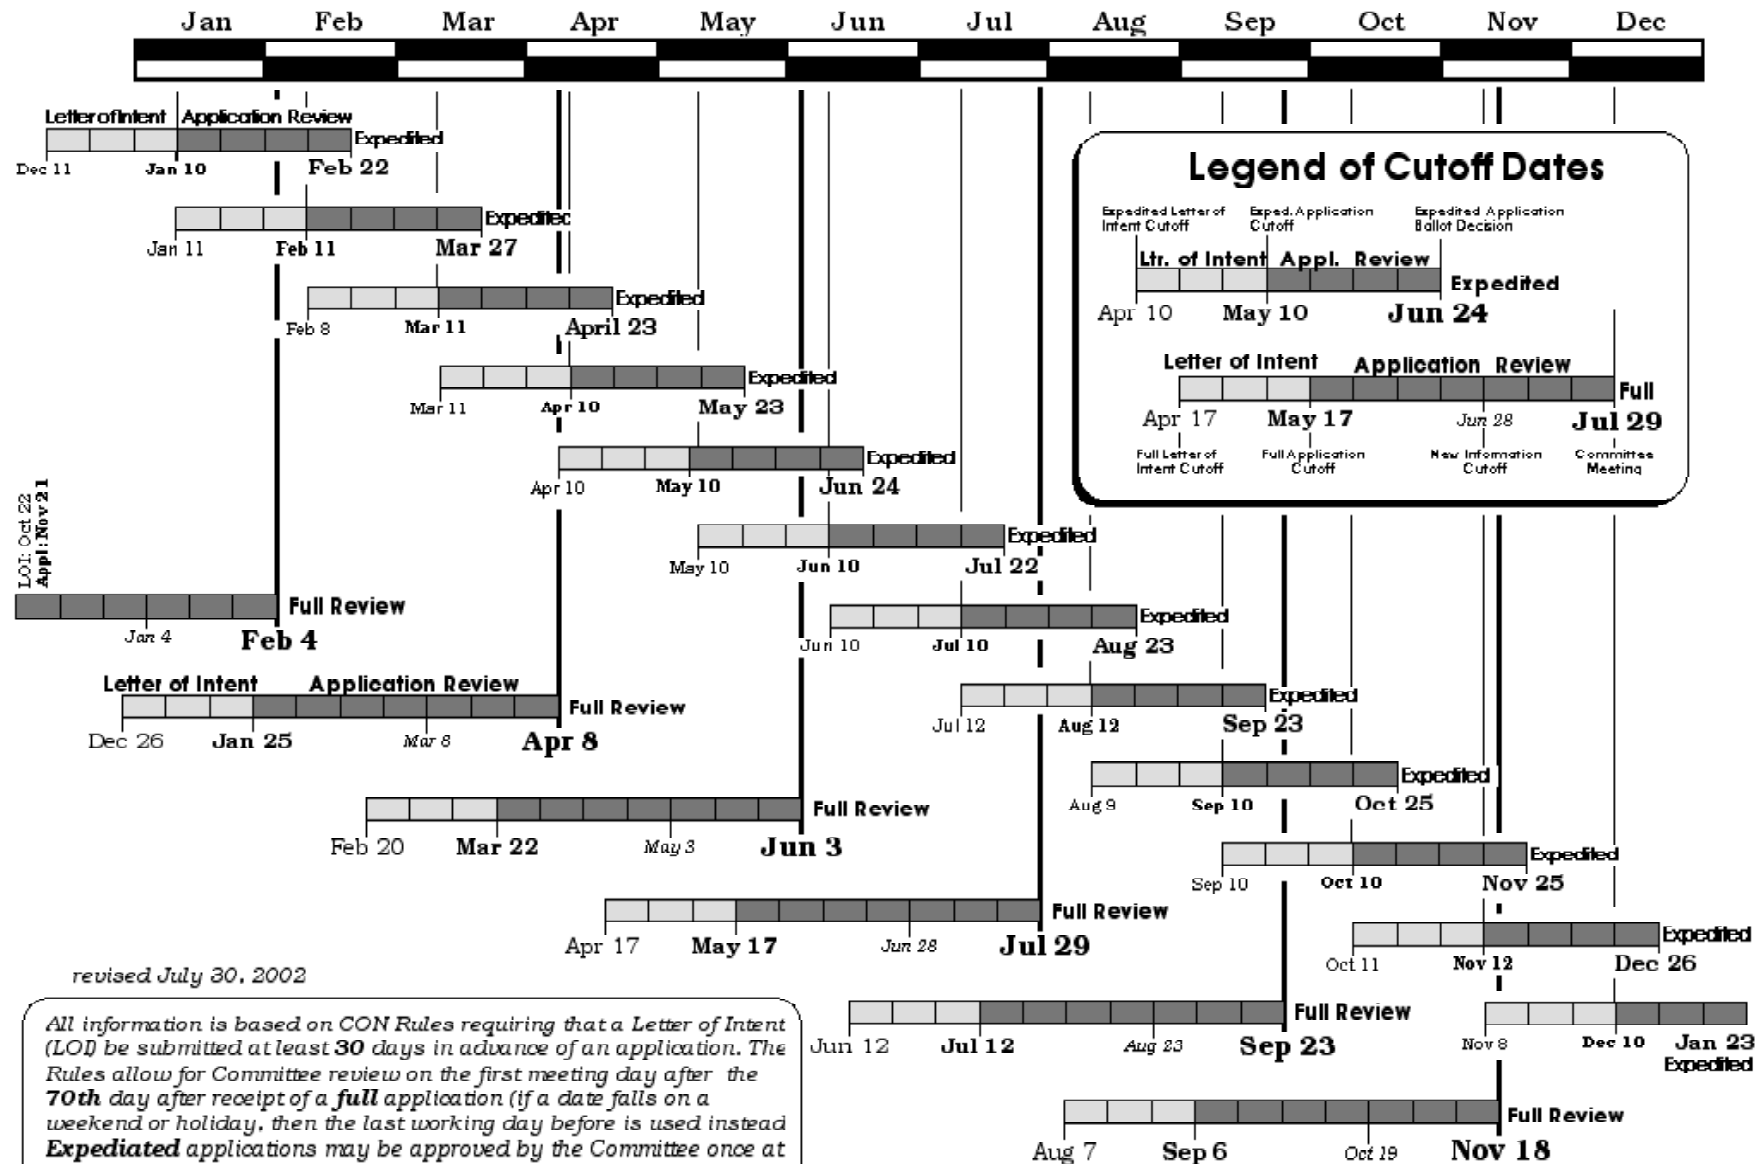 Jan Feb Mar Apr May Jun Jul Aug Sep Oct Nov Dec
Letter of Intent Application Review
Expedited
Dec 11 Jan 10 Feb 22
Expedited
Jan 11 Feb 11 Mar 27
Expedited
Feb 8 Mar 11 April 23
Expedited
Mar 11 Apr 10 May 23
Expedited
Apr 10 May 10 Jun 24
Expedited
May 10 Jun 10 Jul 22
Expedited
Jun 10 Jul 10 Aug 23
Expedited
Jul 12 Aug 12 Sep 23
Expedited
Aug 9 Sep 10 Oct 25
Expedited
Sep 10 Oct 10 Nov 25
Expedited
Oct 11 Nov 12 Dec 26
Nov 8 Dec 10 Jan 23
Expedited
Legend of Cutoff Dates
Expedited Letter of Intent Cutoff
Exped. Application Cutoff
Expedited Application Ballot Decision
Ltr. of Intent Appl. Review
Expedited
Apr 10 May 10 Jun 24
Letter of Intent Application Review
Full
Apr 17 May 17 Jun 28 Jul 29
Full Letter of Intent Cutoff
Full Application Cutoff
New Information Cutoff
Committee Meeting
LOI: Oct 22
Appl: Nov 21
Full Review
Jan 4 Feb 4
Letter of Intent Application Review
Full Review
Dec 26 Jan 25 Mar 8 Apr 8
Full Review
Feb 20 Mar 22 May 3 Jun 3
Full Review
Apr 17 May 17 Jun 28 Jul 29
Full Review
Jun 12 Jul 12 Aug 23 Sep 23
Full Review
Aug 7 Sep 6 Oct 19 Nov 18
revised July 30, 2002
All information is based on CON Rules requiring that a Letter of Intent
(LOI) be submitted at least 30 days in advance of an application. The
Rules allow for Committee review on the first meeting day after the
70th day after receipt of a full application (if a date falls on a
weekend or holiday, then the last working day before is used instead
Expediated applications may be approved by the Committee once at